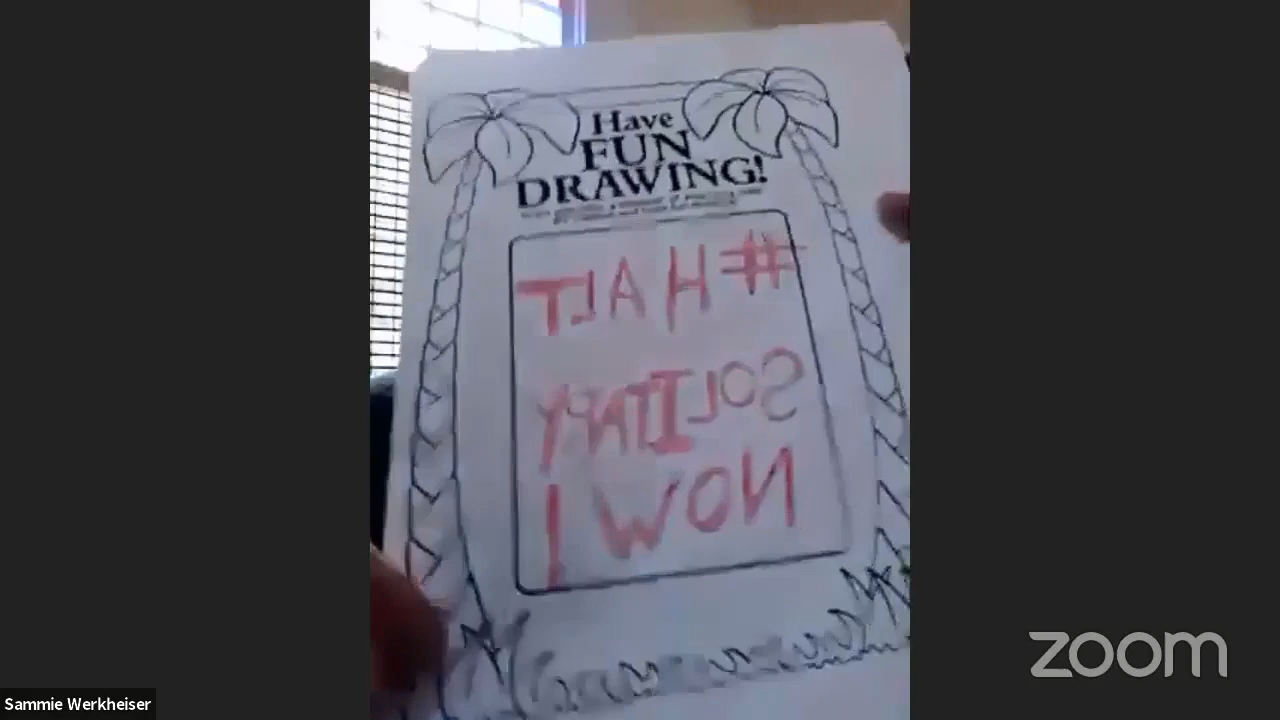 Have
FUN
DRAWING!
#HALT
SOLITARY
NOW!
zoom
Sammie Werkheiser